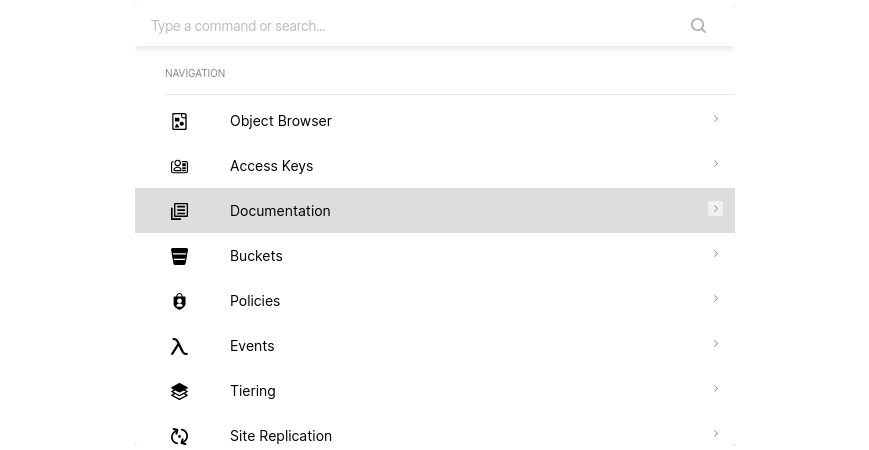 Type a command or search...
NAVIGATION
Object Browser
Access Keys
Documentation
Buckets
Policies
Events
Tiering
Site Replication